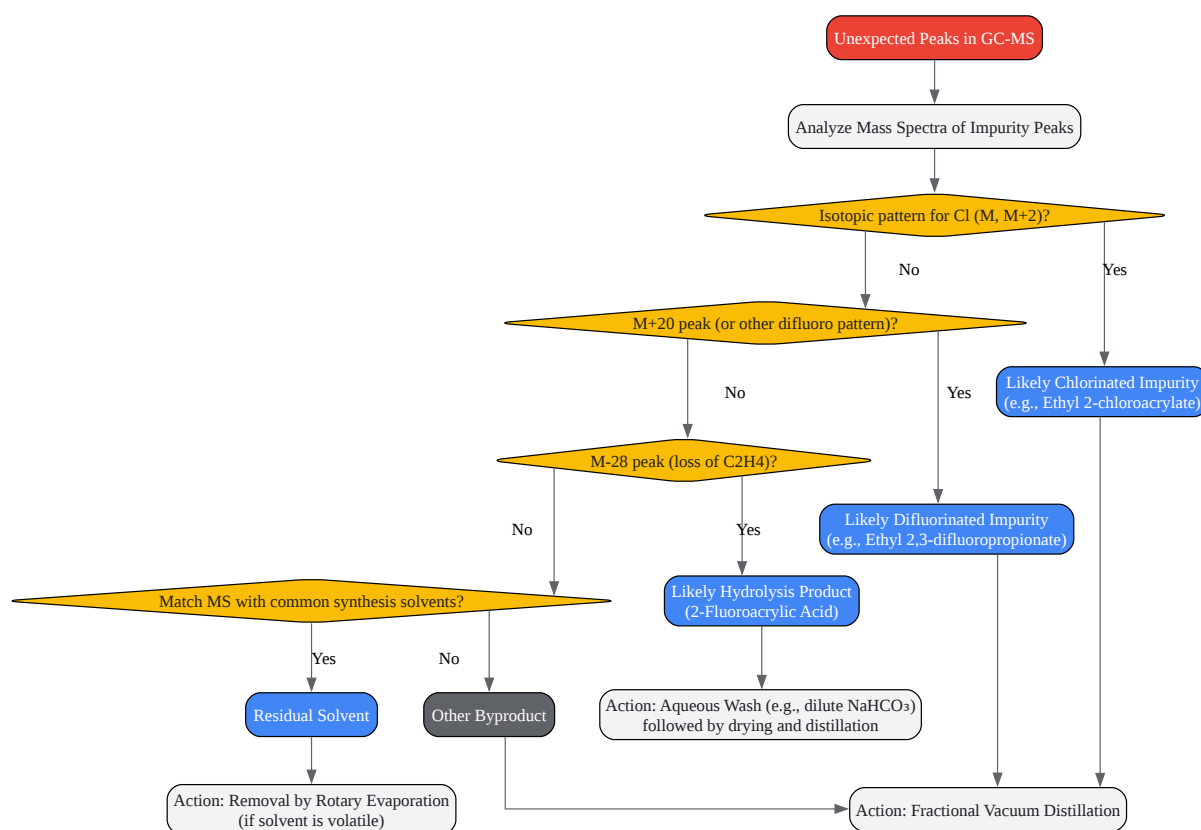 Unexpected Peaks in GC-MS
Analyze Mass Spectra of Impurity Peaks
Isotopic pattern for Cl (M, M+2)?
No
Yes
M+20 peak (or other difluoro pattern)?
Likely Chlorinated Impurity
(e.g., Ethyl 2-chloroacrylate)
No
Yes
M-28 peak (loss of C2H4)?
Likely Difluorinated Impurity
(e.g., Ethyl 2,3-difluoropropionate)
No
Yes
Match MS with common synthesis solvents?
Likely Hydrolysis Product
(2-Fluoroacrylic Acid)
Yes
No
Residual Solvent
Other Byproduct
Action: Aqueous Wash (e.g., dilute NaHCO₃)
followed by drying and distillation
Action: Removal by Rotary Evaporation
(if solvent is volatile)
Action: Fractional Vacuum Distillation